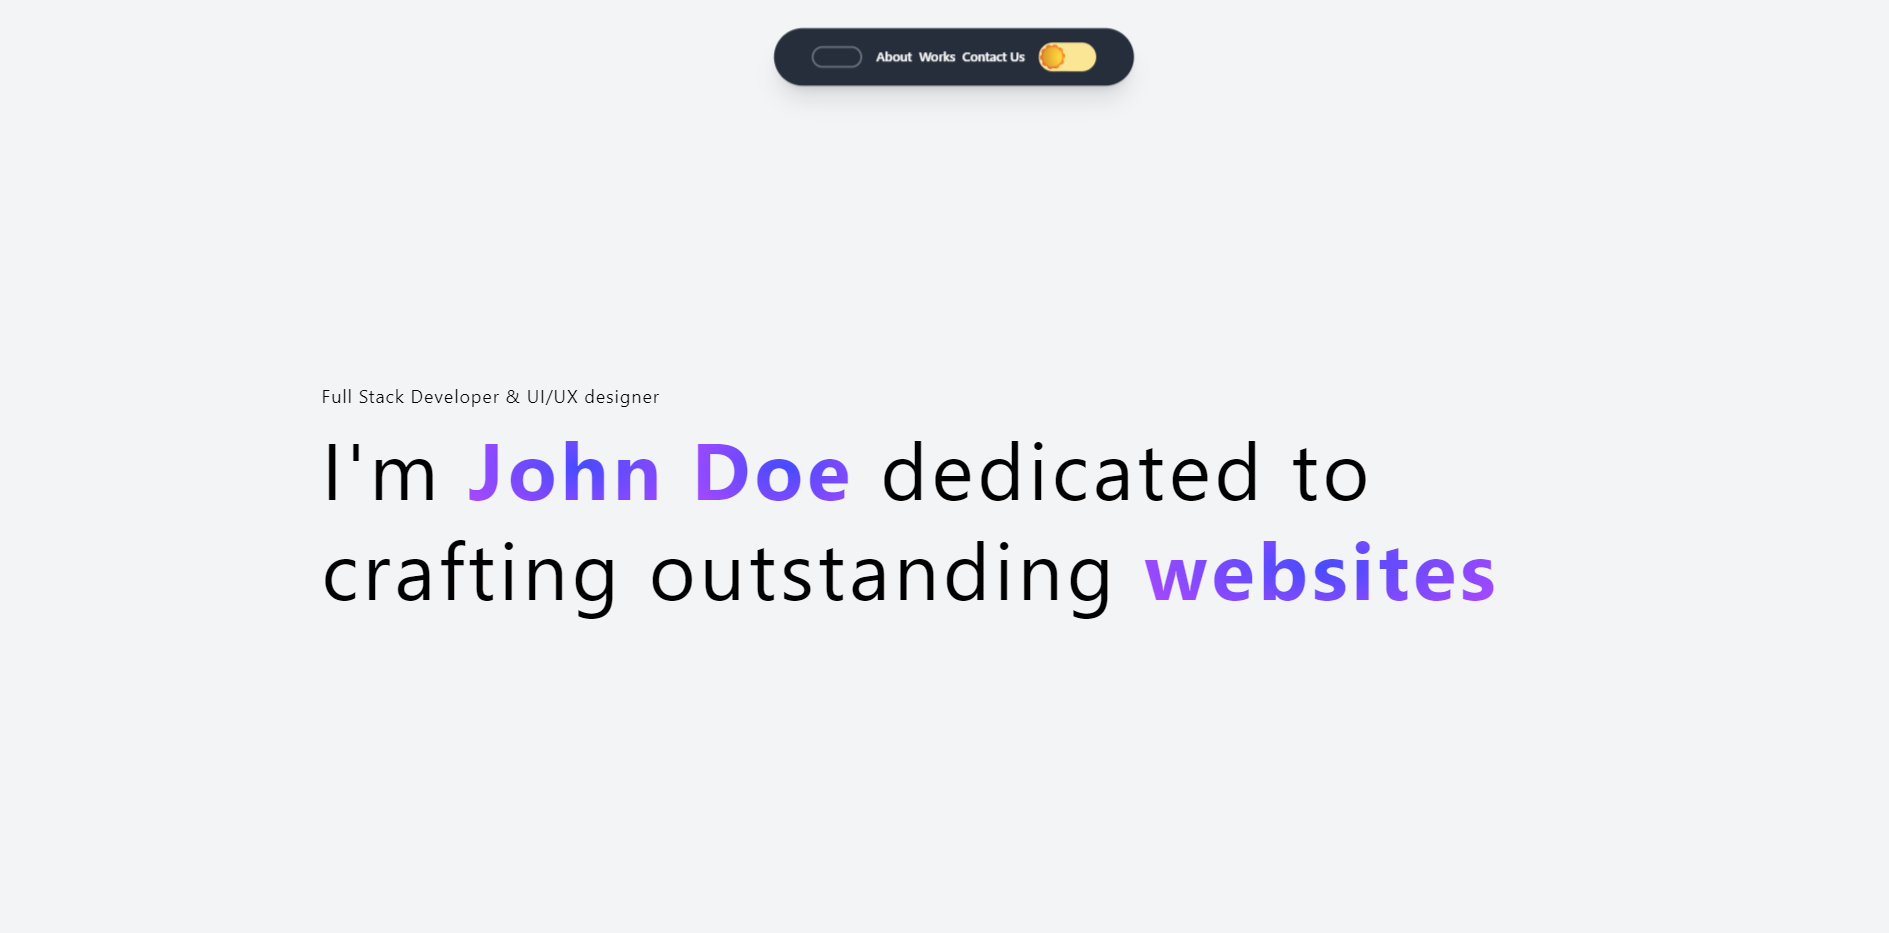 About Works Contact Us
Full Stack Developer & UI/UX designer
I'm John Doe dedicated to
crafting outstanding websites